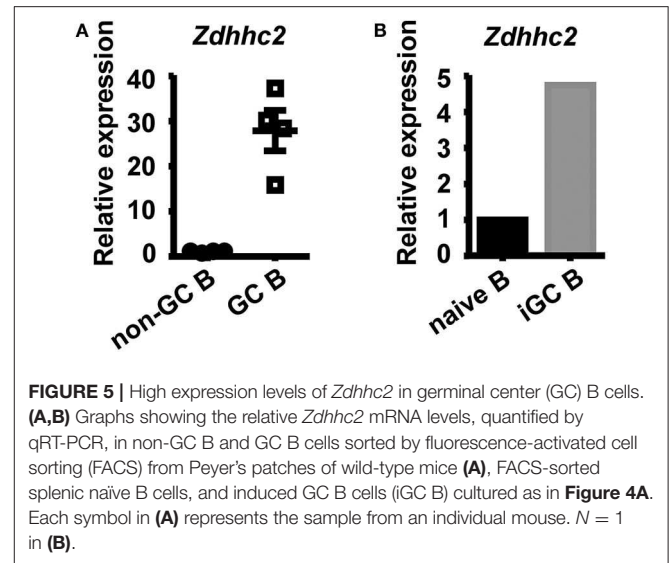 A
Zdhhc2
Relative expression
40
30
20
10
0
non-GC B
GC B
B
Zdhhc2
Relative expression
5
4
3
2
1
0
naive B
iGC B
FIGURE 5 | High expression levels of Zdhhc2 in germinal center (GC) B cells.
(A,B) Graphs showing the relative Zdhhc2 mRNA levels, quantified by
qRT-PCR, in non-GC B and GC B cells sorted by fluorescence-activated cell
sorting (FACS) from Peyer's patches of wild-type mice (A), FACS-sorted
splenic naïve B cells, and induced GC B cells (iGC B) cultured as in Figure 4A.
Each symbol in (A) represents the sample from an individual mouse. N = 1
in (B).